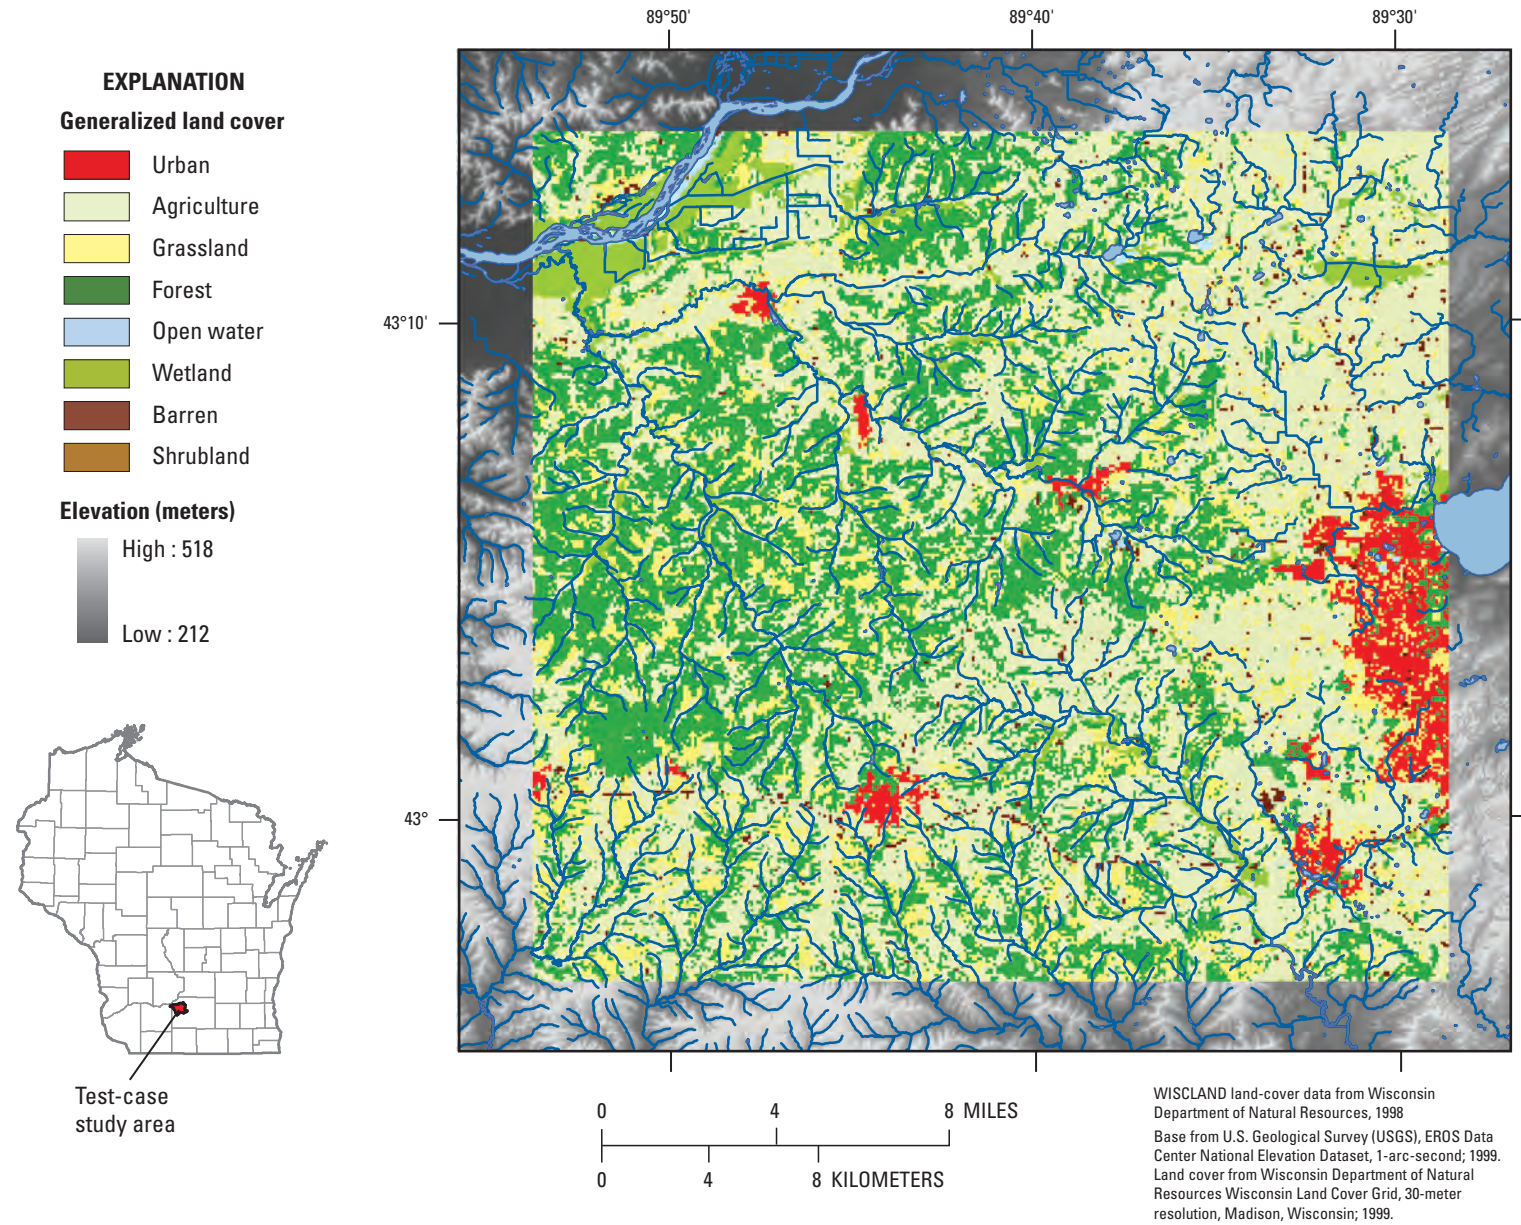 89°50'
89°40'
89°30'
EXPLANATION
Generalized land cover
Urban
Agriculture
Grassland
Forest
Open water
Wetland
Barren
Shrubland
Elevation (meters)
High : 518
Low : 212
43°10'
43°
Test-case
study area
0
4
8 MILES
0
4
8 KILOMETERS
WISCLAND land-cover data from Wisconsin
Department of Natural Resources, 1998
Base from U.S. Geological Survey (USGS), EROS Data
Center National Elevation Dataset, 1-arc-second; 1999.
Land cover from Wisconsin Department of Natural
Resources Wisconsin Land Cover Grid, 30-meter
resolution, Madison, Wisconsin; 1999.